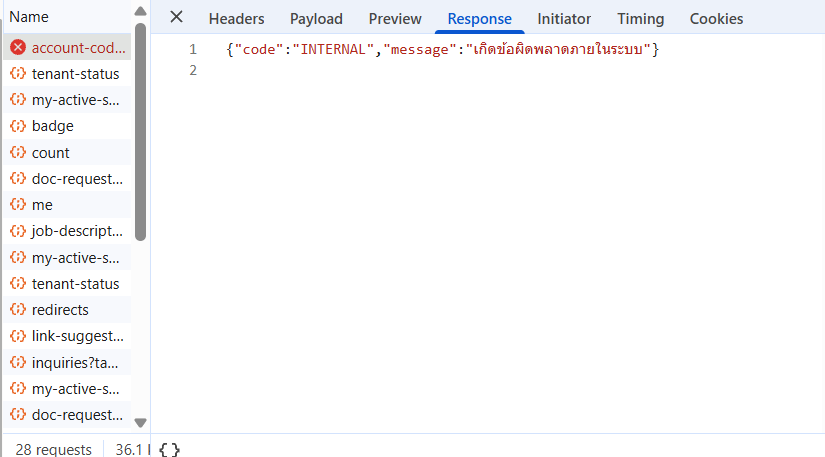 Name
Headers Payload Preview Response Initiator Timing Cookies
account-cod...
tenant-status
my-active-s...
badge
count
doc-request...
me
job-descript...
my-active-s...
tenant-status
redirects
link-suggest...
inquiries?ta...
my-active-s...
doc-request...
1 {"code":"INTERNAL","message":"เกิดข้อผิดพลาดภายในระบบ"}
2
28 requests 36.1